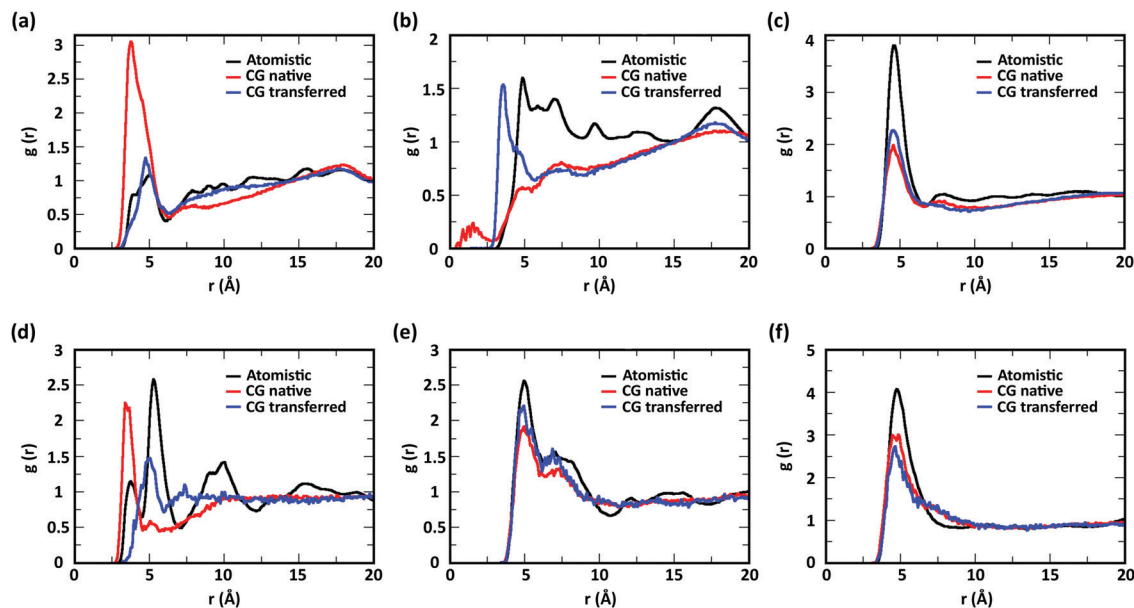 (a)
3
2.5
2
1.5
1
0.5
0
g (r)
Atomistic
CG native
CG transferred
0 5 10 15 20
r (Å)
(b)
2
1.5
1
0.5
0
g (r)
Atomistic
CG native
CG transferred
0 5 10 15 20
r (Å)
(c)
4
3
2
1
0
g (r)
Atomistic
CG native
CG transferred
0 5 10 15 20
r (Å)
(d)
3
2.5
2
1.5
1
0.5
0
g (r)
Atomistic
CG native
CG transferred
0 5 10 15 20
r (Å)
(e)
3
2.5
2
1.5
1
0.5
0
g (r)
Atomistic
CG native
CG transferred
0 5 10 15 20
r (Å)
(f)
5
4
3
2
1
0
g (r)
Atomistic
CG native
CG transferred
0 5 10 15 20
r (Å)